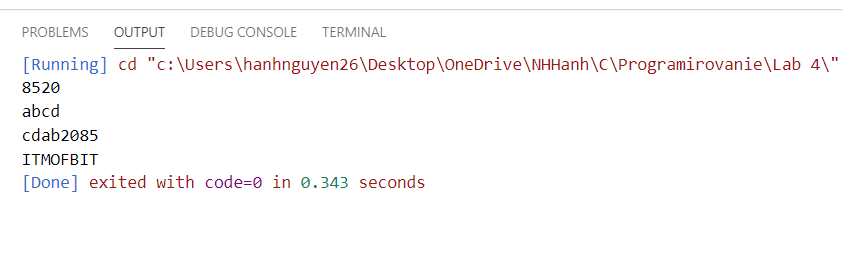 PROBLEMS OUTPUT DEBUG CONSOLE TERMINAL
[Running] cd "c:\Users\hanhnguyen26\Desktop\OneDrive\NHHanh\C\Programirovanie\Lab 4\"
8520
abcd
cdab2085
ITMOFBIT
[Done] exited with code=0 in 0.343 seconds